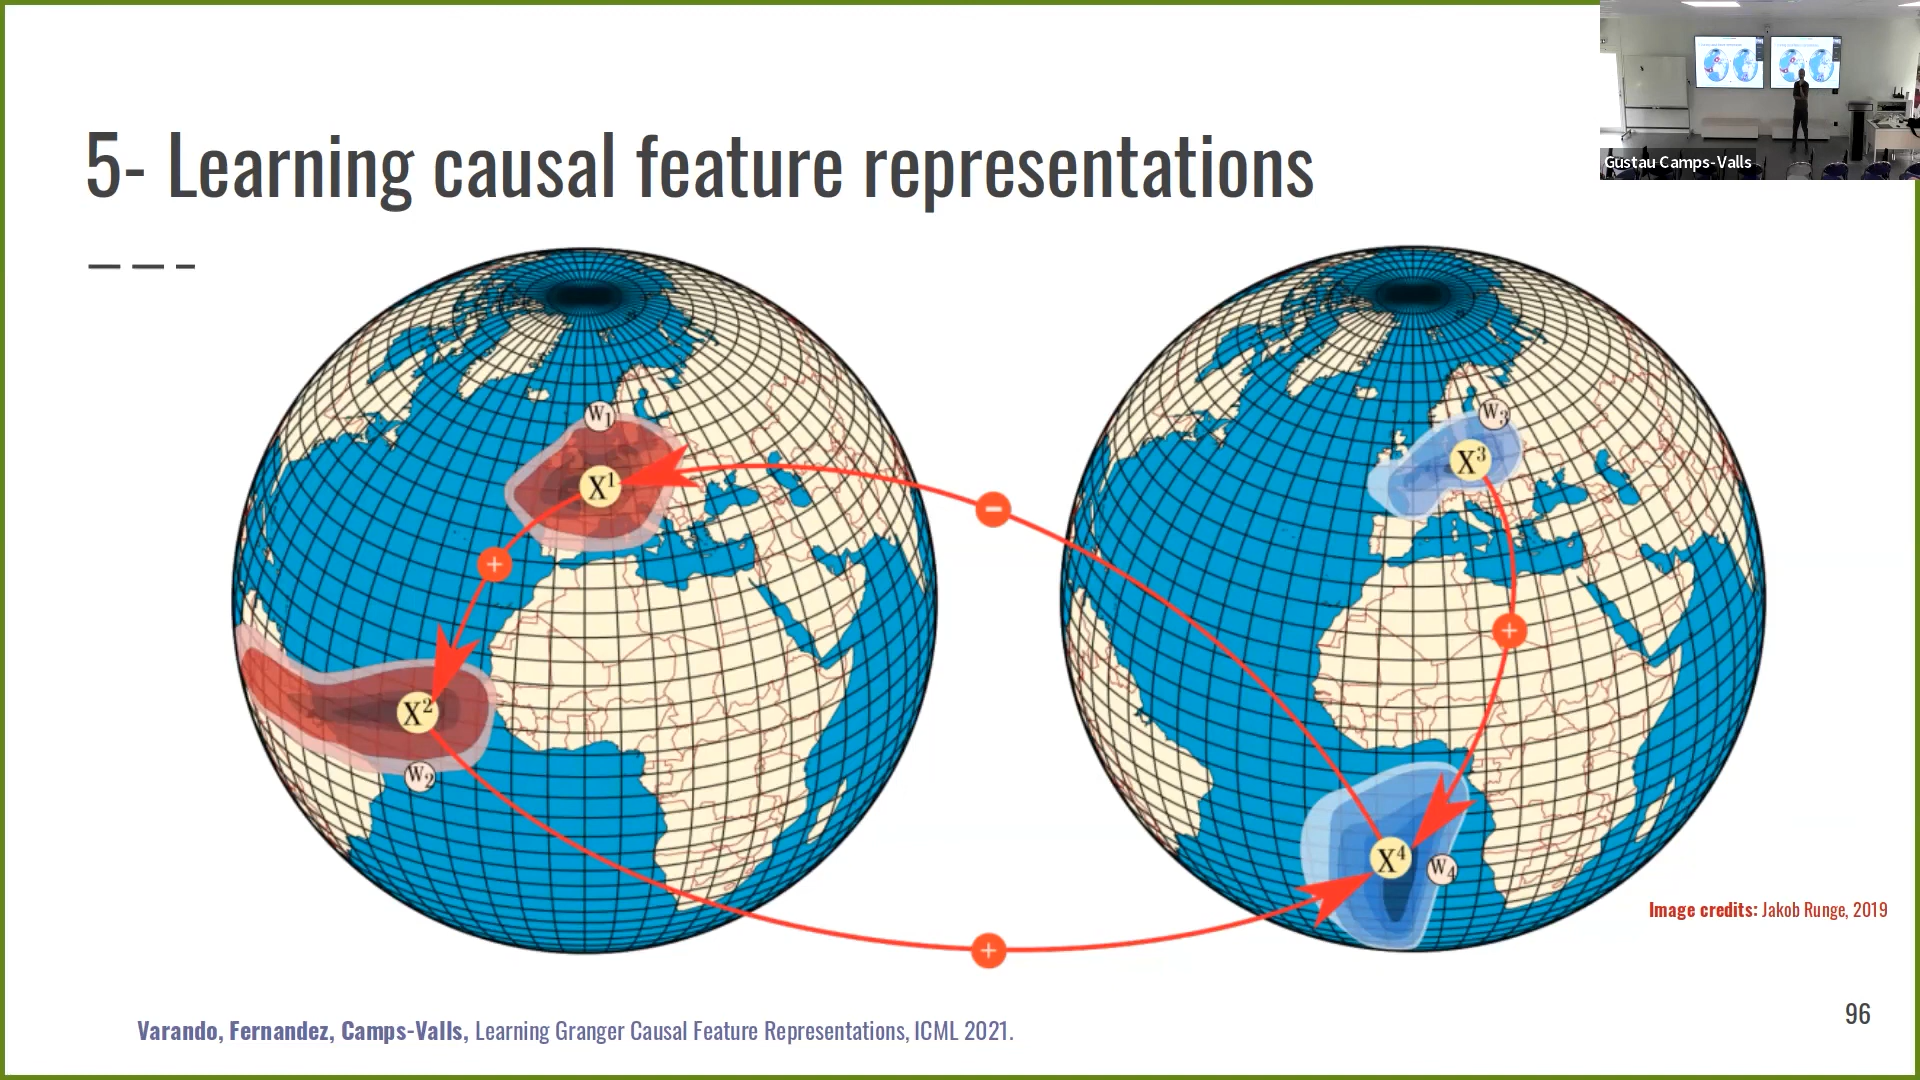 5- Learning causal feature representations
Gustau Camps-Valls
W1
X1
+
X2
W2
−
+
W3
X3
+
X4
W4
Image credits: Jakob Runge, 2019
Varando, Fernandez, Camps-Valls, Learning Granger Causal Feature Representations, ICML 2021.
96